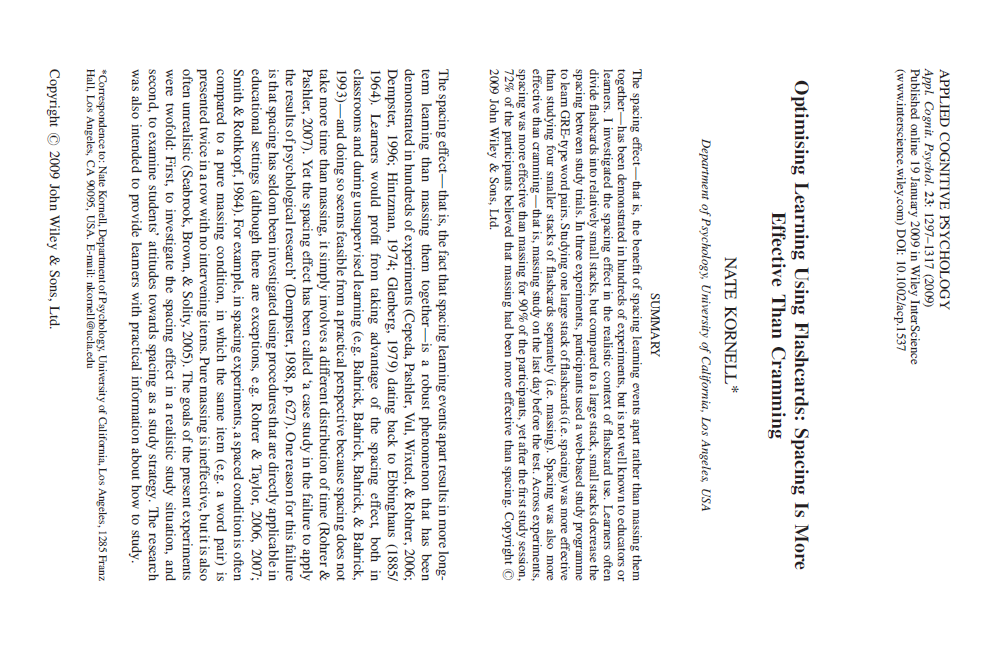 APPLIED COGNITIVE PSYCHOLOGY
Appl. Cognit. Psychol. 23: 1297–1317 (2009)
Published online 19 January 2009 in Wiley InterScience
(www.interscience.wiley.com) DOI: 10.1002/acp.1537
Optimising Learning Using Flashcards: Spacing Is More
Effective Than Cramming
NATE KORNELL*
Department of Psychology, University of California, Los Angeles, USA
SUMMARY
The spacing effect—that is, the benefit of spacing learning events apart rather than massing them
together—has been demonstrated in hundreds of experiments, but is not well known to educators or
learners. I investigated the spacing effect in the realistic context of flashcard use. Learners often
divide flashcards into relatively small stacks, but compared to a large stack, small stacks decrease the
spacing between study trials. In three experiments, participants used a web-based study programme
to learn GRE-type word pairs. Studying one large stack of flashcards (i.e. spacing) was more effective
than studying four smaller stacks of flashcards separately (i.e. massing). Spacing was also more
effective than cramming—that is, massing study on the last day before the test. Across experiments,
spacing was more effective than massing for 90% of the participants, yet after the first study session,
72% of the participants believed that massing had been more effective than spacing. Copyright ©
2009 John Wiley & Sons, Ltd.
The spacing effect—that is, the fact that spacing learning events apart results in more long-
term learning than massing them together—is a robust phenomenon that has been
demonstrated in hundreds of experiments (Cepeda, Pashler, Vul, Wixted, & Rohrer, 2006;
Dempster, 1996; Hintzman, 1974; Glenberg, 1979) dating back to Ebbinghaus (1885/
1964). Learners would profit from taking advantage of the spacing effect, both in
classrooms and during unsupervised learning (e.g. Bahrick, Bahrick, Bahrick, & Bahrick,
1993)—and doing so seems feasible from a practical perspective because spacing does not
take more time than massing, it simply involves a different distribution of time (Rohrer &
Pashler, 2007). Yet the spacing effect has been called 'a case study in the failure to apply
the results of psychological research' (Dempster, 1988, p. 627). One reason for this failure
is that spacing has seldom been investigated using procedures that are directly applicable in
educational settings (although there are exceptions, e.g. Rohrer & Taylor, 2006, 2007;
Smith & Rothkopf, 1984). For example, in spacing experiments, a spaced condition is often
compared to a pure massing condition, in which the same item (e.g. a word pair) is
presented twice in a row with no intervening items. Pure massing is ineffective, but it is also
often unrealistic (Seabrook, Brown, & Solity, 2005). The goals of the present experiments
were twofold: First, to investigate the spacing effect in a realistic study situation, and
second, to examine students' attitudes towards spacing as a study strategy. The research
was also intended to provide learners with practical information about how to study.
*Correspondence to: Nate Kornell, Department of Psychology, University of California, Los Angeles, 1285 Franz
Hall, Los Angeles, CA 90095, USA. E-mail: nkornell@ucla.edu
Copyright © 2009 John Wiley & Sons, Ltd.